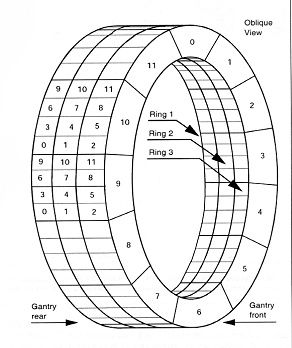 Oblique
View
0
1
2
3
4
5
6
7
8
9
10
11
Ring 1
Ring 2
Ring 3
9 10 11
6 7 8
3 4 5
0 1 2
9 10 11
6 7 8
3 4 5
0 1 2
Gantry
rear
Gantry
front